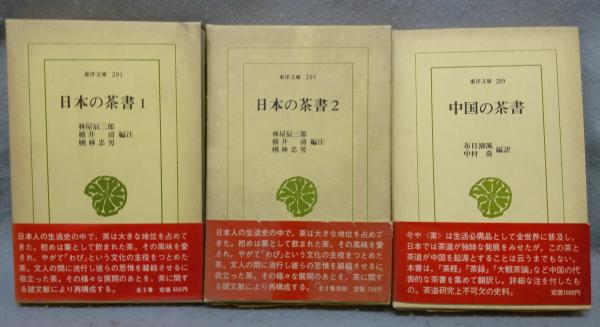 東洋文庫 201
日本の茶書 1
林屋辰三郎
横井 清 編注
楢林忠男
日本人の生活史の中で、茶は大きな地位を占めて
きた。初めは薬として飲まれた茶。その風味を愛
され、やがて「わび」という文化の主役をつとめた
茶。文人の間に流行し彼らの思惟を凝結させるに
役立った茶。その種々な展開のあとを、茶に関す
る諸文献により再構成する。
全2巻 定価 650円
東洋文庫 206
日本の茶書 2
林屋辰三郎
横井 清 編注
楢林忠男
日本人の生活史の中で、茶は大きな地位を占めて
きた。初めは薬として飲まれた茶。その風味を愛
され、やがて「わび」という文化の主役をつとめた
茶。文人の間に流行し彼らの思惟を凝結させるに
役立った茶。その種々な展開のあとを、茶に関す
る諸文献により再構成する。
全2巻完結 定価 700円
東洋文庫 289
中国の茶書
布目潮渢
中村 喬 編訳
今や〈茶〉は生活必需品として全世界に普及し、
日本では茶道が独特な発展をみせたが、この茶と
茶道が中国を起源とすることは云うまでもない。
本書は、「茶経」「茶録」「大観茶論」など中国の代
表的な茶書を集めて翻訳し、詳細な注を付したも
の。茶道研究上不可欠の史料。
定価1000円